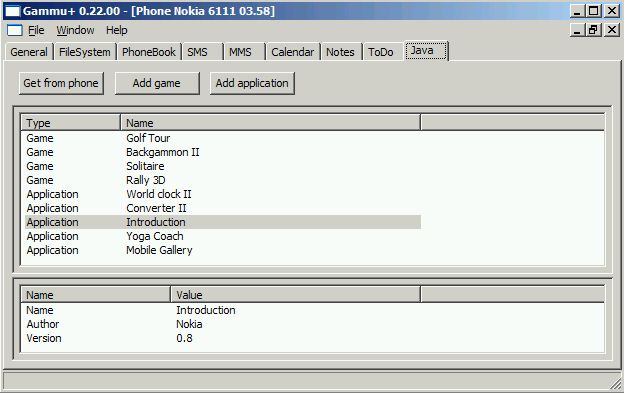 Gammu+ 0.22.00 - [Phone Nokia 6111 03.58]
File Window Help
General FileSystem PhoneBook SMS MMS Calendar Notes ToDo Java
Get from phone Add game Add application
Type Name
Game Golf Tour
Game Backgammon II
Game Solitaire
Game Rally 3D
Application World clock II
Application Converter II
Application Introduction
Application Yoga Coach
Application Mobile Gallery
Name Value
Name Introduction
Author Nokia
Version 0.8